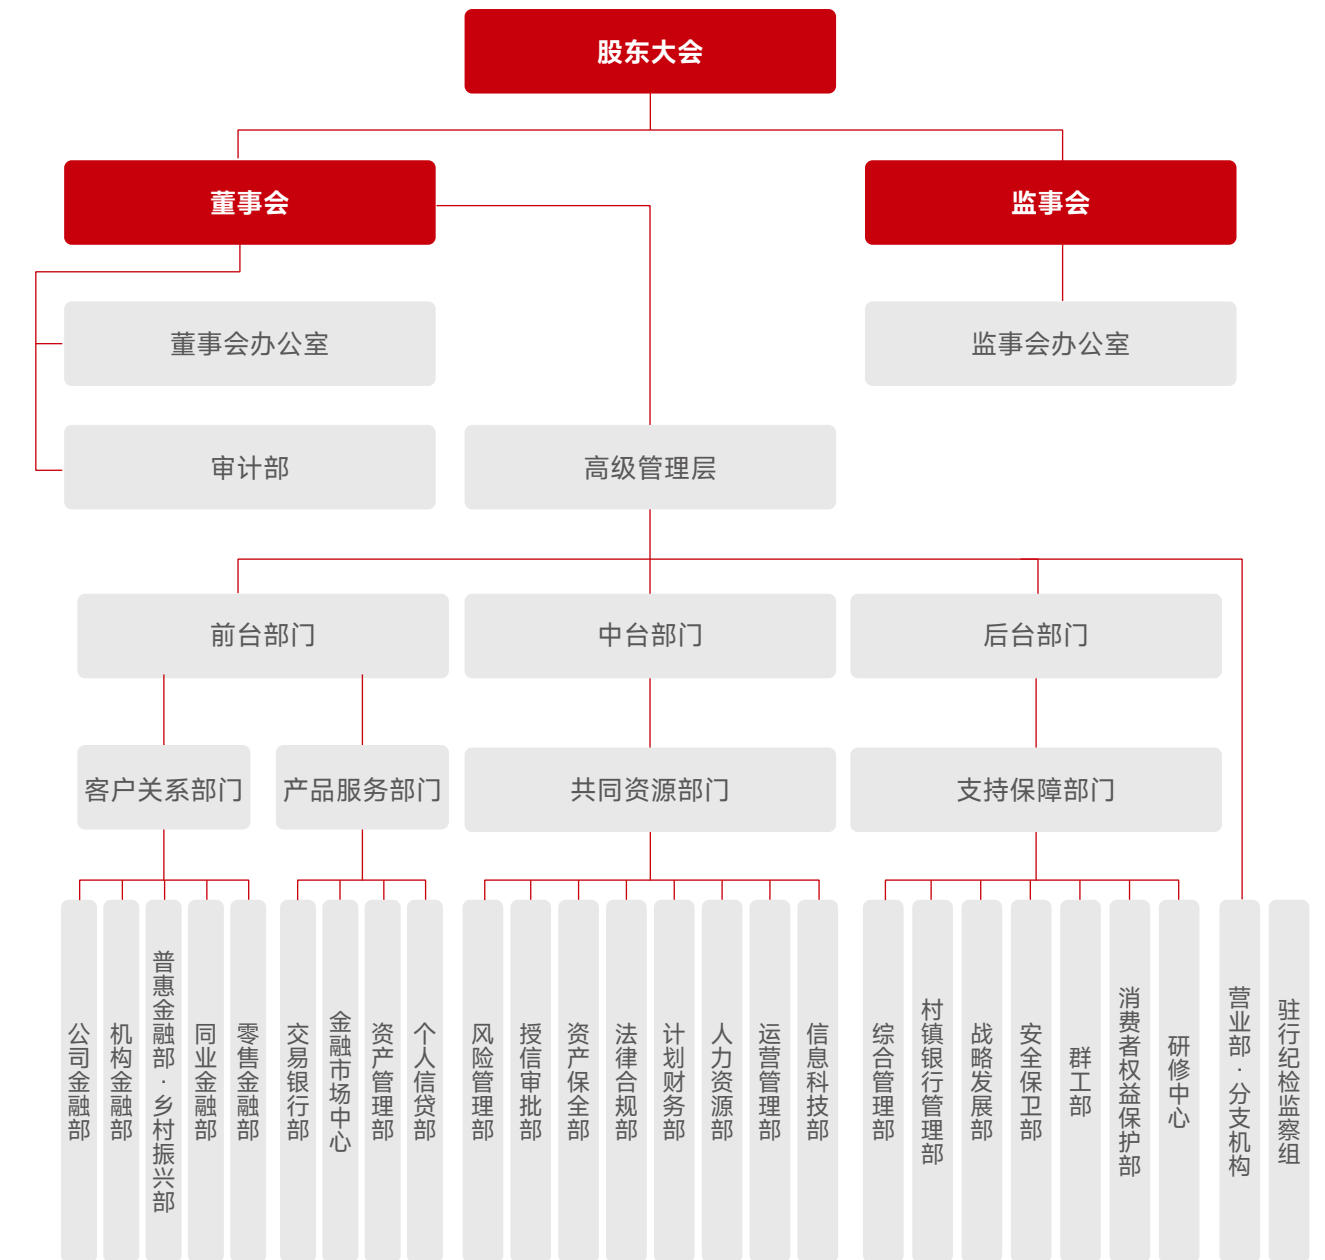 股东大会
董事会
监事会
董事会办公室
监事会办公室
审计部
高级管理层
前台部门
中台部门
后台部门
客户关系部门
产品服务部门
共同资源部门
支持保障部门
公司金融部
机构金融部
普惠金融部·乡村振兴部
同业金融部
零售金融部
交易银行部
金融市场中心
资产管理部
个人信贷部
风险管理部
授信审批部
资产保全部
法律合规部
计划财务部
人力资源部
运营管理部
信息科技部
综合管理部
村镇银行管理部
战略发展部
安全保卫部
群工部
消费者权益保护部
研修中心
营业部·分支机构
驻行纪检监察组